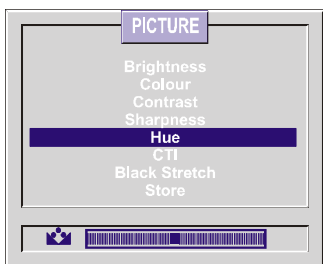 PICTURE
Brightness
Colour
Contrast
Sharpness
Hue
CTI
Black Stretch
Store